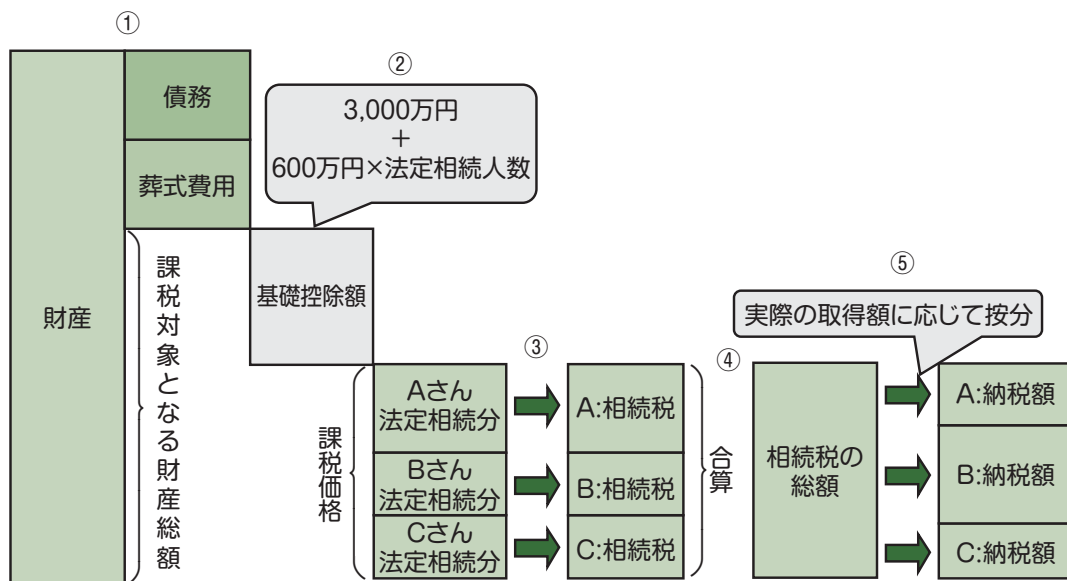 ①
財産
債務
葬式費用
課税対象となる財産総額
②
3,000万円
+
600万円×法定相続人数
基礎控除額
課税価格
Aさん
法定相続分
Bさん
法定相続分
Cさん
法定相続分
③
A:相続税
B:相続税
C:相続税
合算
④
相続税の
総額
⑤
実際の取得額に応じて按分
A:納税額
B:納税額
C:納税額